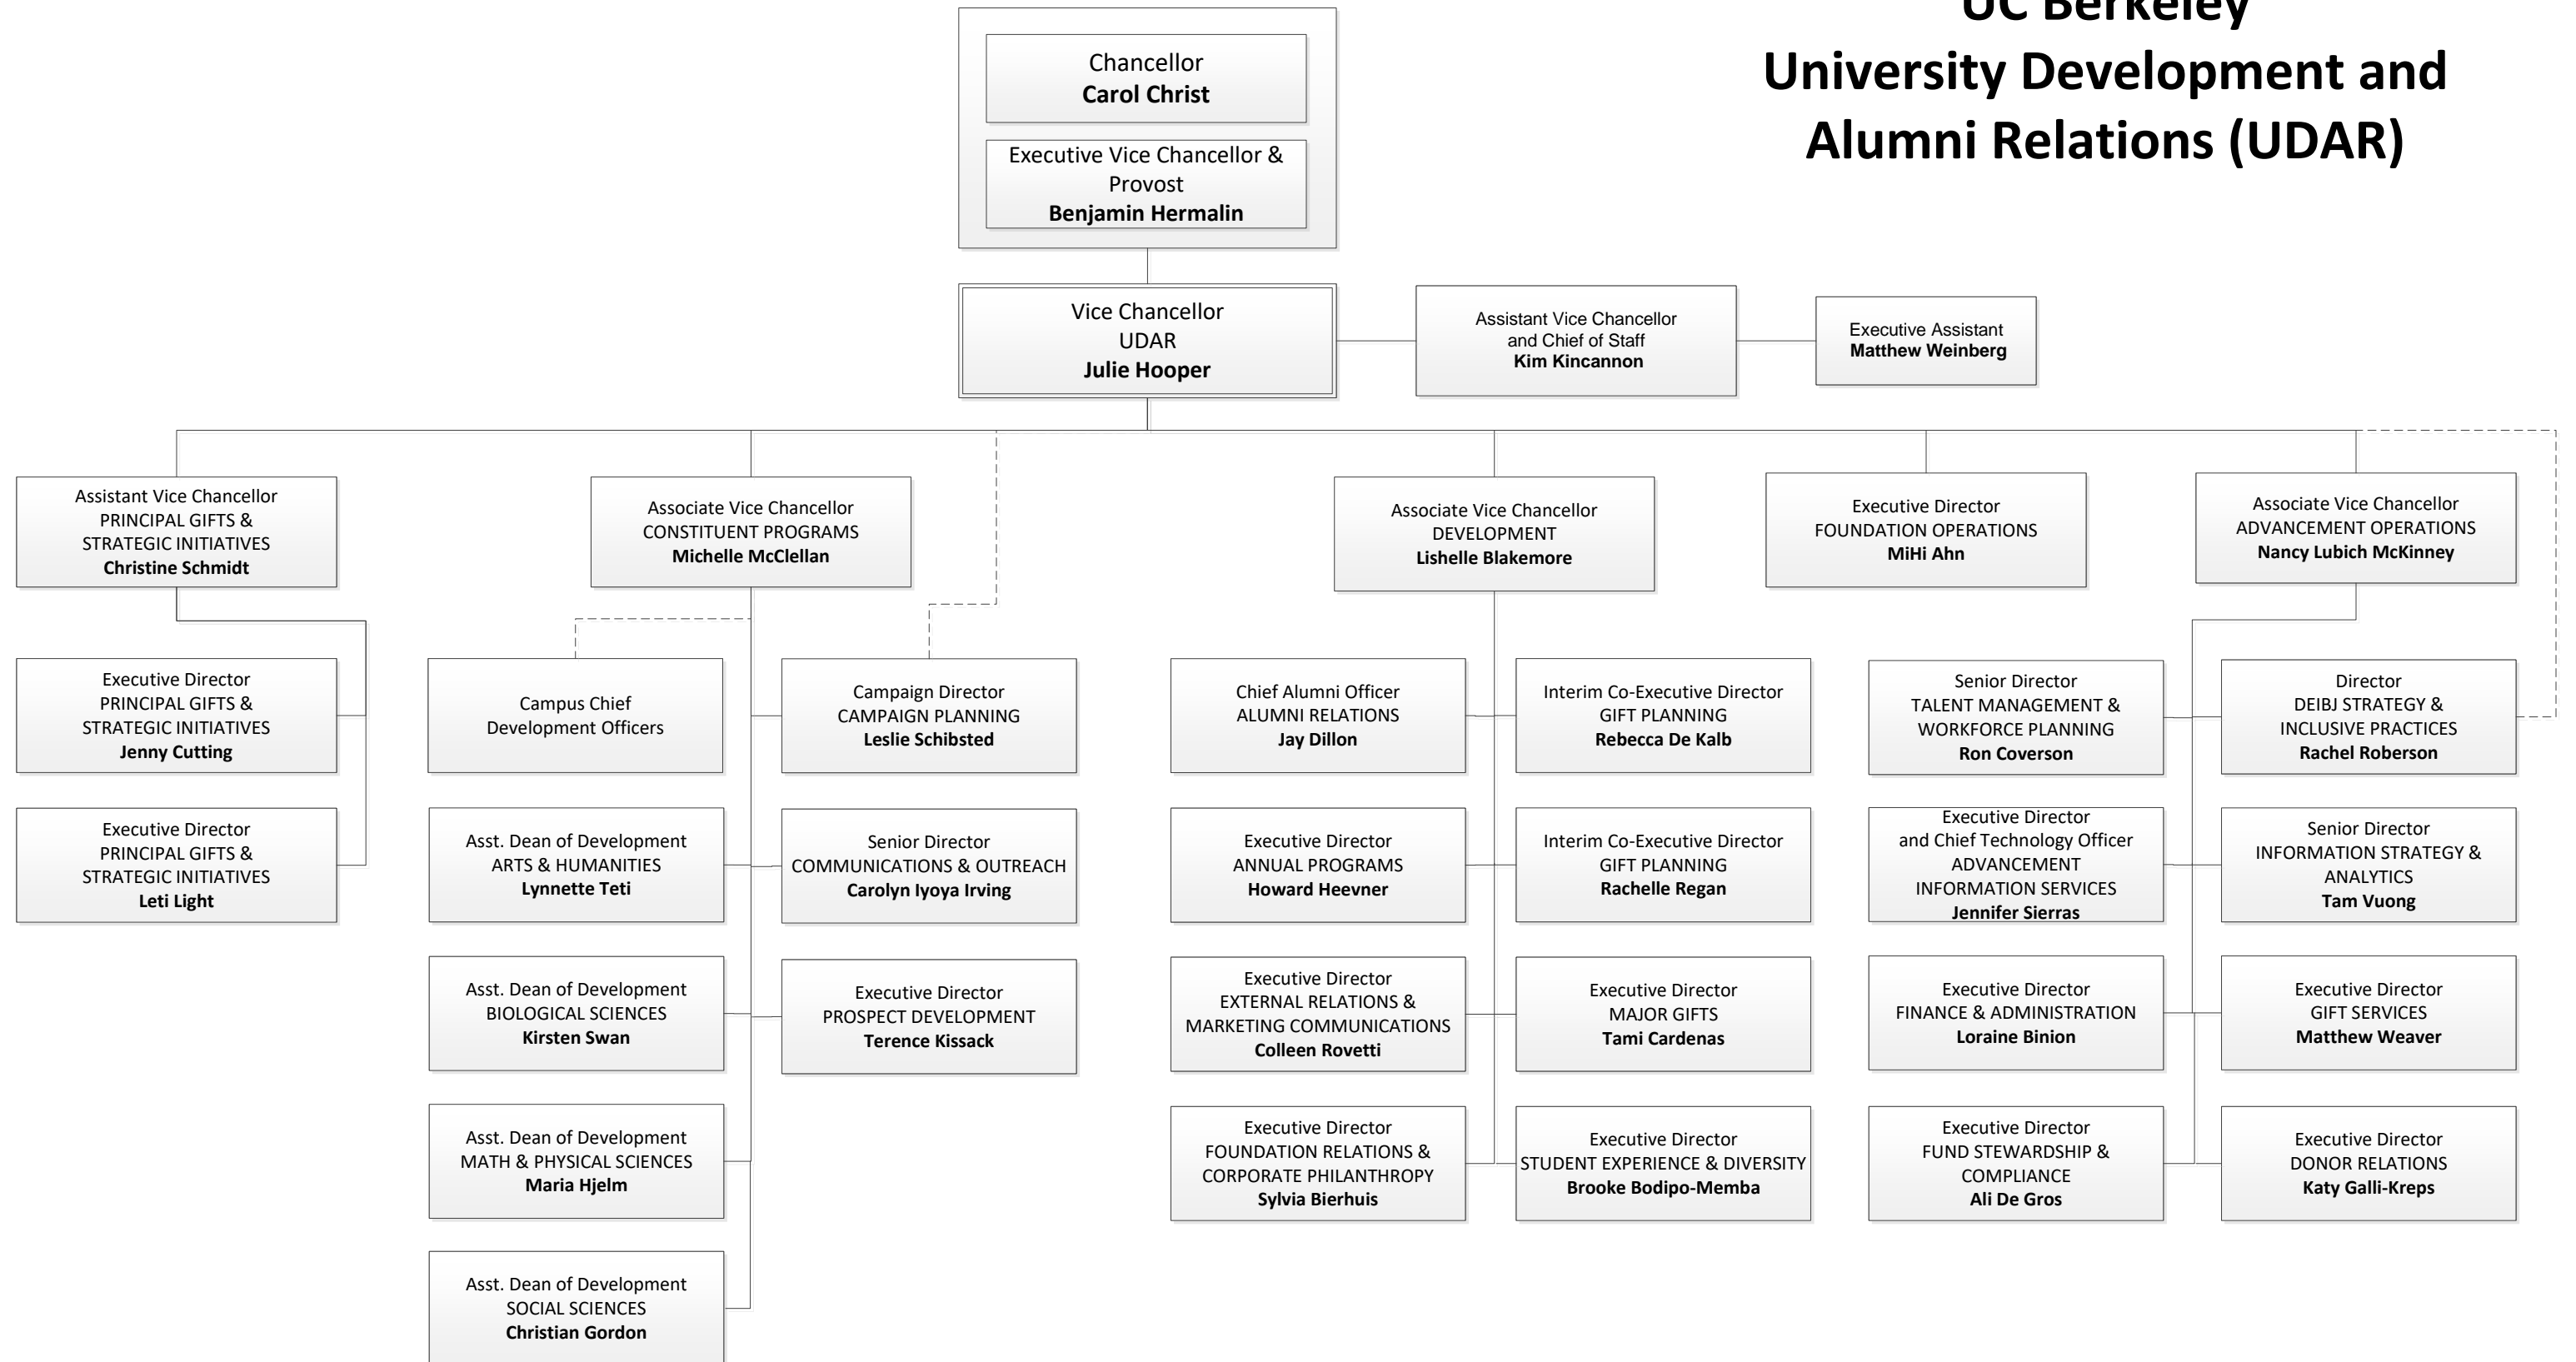 UC Berkeley
University Development and
Alumni Relations (UDAR)
Chancellor
Carol Christ
Executive Vice Chancellor &
Provost
Benjamin Hermalin
Vice Chancellor
UDAR
Julie Hooper
Assistant Vice Chancellor
and Chief of Staff
Kim Kincannon
Executive Assistant
Matthew Weinberg
Assistant Vice Chancellor
PRINCIPAL GIFTS &
STRATEGIC INITIATIVES
Christine Schmidt
Associate Vice Chancellor
CONSTITUENT PROGRAMS
Michelle McClellan
Associate Vice Chancellor
DEVELOPMENT
Lishelle Blakemore
Executive Director
FOUNDATION OPERATIONS
MiHi Ahn
Associate Vice Chancellor
ADVANCEMENT OPERATIONS
Nancy Lubich McKinney
Executive Director
PRINCIPAL GIFTS &
STRATEGIC INITIATIVES
Jenny Cutting
Campus Chief
Development Officers
Campaign Director
CAMPAIGN PLANNING
Leslie Schibsted
Chief Alumni Officer
ALUMNI RELATIONS
Jay Dillon
Interim Co-Executive Director
GIFT PLANNING
Rebecca De Kalb
Senior Director
TALENT MANAGEMENT &
WORKFORCE PLANNING
Ron Coverson
Director
DEIBJ STRATEGY &
INCLUSIVE PRACTICES
Rachel Roberson
Executive Director
PRINCIPAL GIFTS &
STRATEGIC INITIATIVES
Leti Light
Asst. Dean of Development
ARTS & HUMANITIES
Lynnette Teti
Senior Director
COMMUNICATIONS & OUTREACH
Carolyn Iyoya Irving
Executive Director
ANNUAL PROGRAMS
Howard Heevner
Interim Co-Executive Director
GIFT PLANNING
Rachelle Regan
Executive Director
and Chief Technology Officer
ADVANCEMENT
INFORMATION SERVICES
Jennifer Sierras
Senior Director
INFORMATION STRATEGY &
ANALYTICS
Tam Vuong
Asst. Dean of Development
BIOLOGICAL SCIENCES
Kirsten Swan
Executive Director
PROSPECT DEVELOPMENT
Terence Kissack
Executive Director
EXTERNAL RELATIONS &
MARKETING COMMUNICATIONS
Colleen Rovetti
Executive Director
MAJOR GIFTS
Tami Cardenas
Executive Director
FINANCE & ADMINISTRATION
Loraine Binion
Executive Director
GIFT SERVICES
Matthew Weaver
Asst. Dean of Development
MATH & PHYSICAL SCIENCES
Maria Hjelm
Executive Director
FOUNDATION RELATIONS &
CORPORATE PHILANTHROPY
Sylvia Bierhuis
Executive Director
STUDENT EXPERIENCE & DIVERSITY
Brooke Bodipo-Memba
Executive Director
FUND STEWARDSHIP &
COMPLIANCE
Ali De Gros
Executive Director
DONOR RELATIONS
Katy Galli-Kreps
Asst. Dean of Development
SOCIAL SCIENCES
Christian Gordon